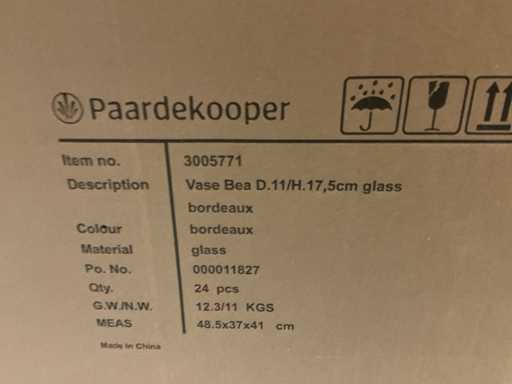 Paardekooper
Item no. 3005771
Description Vase Bea D.11/H.17,5cm glass
bordeaux
Colour bordeaux
Material glass
Po. No. 000011827
Qty. 24 pcs
G.W./N.W. 12.3/11 KGS
MEAS 48.5x37x41 cm
Made in China